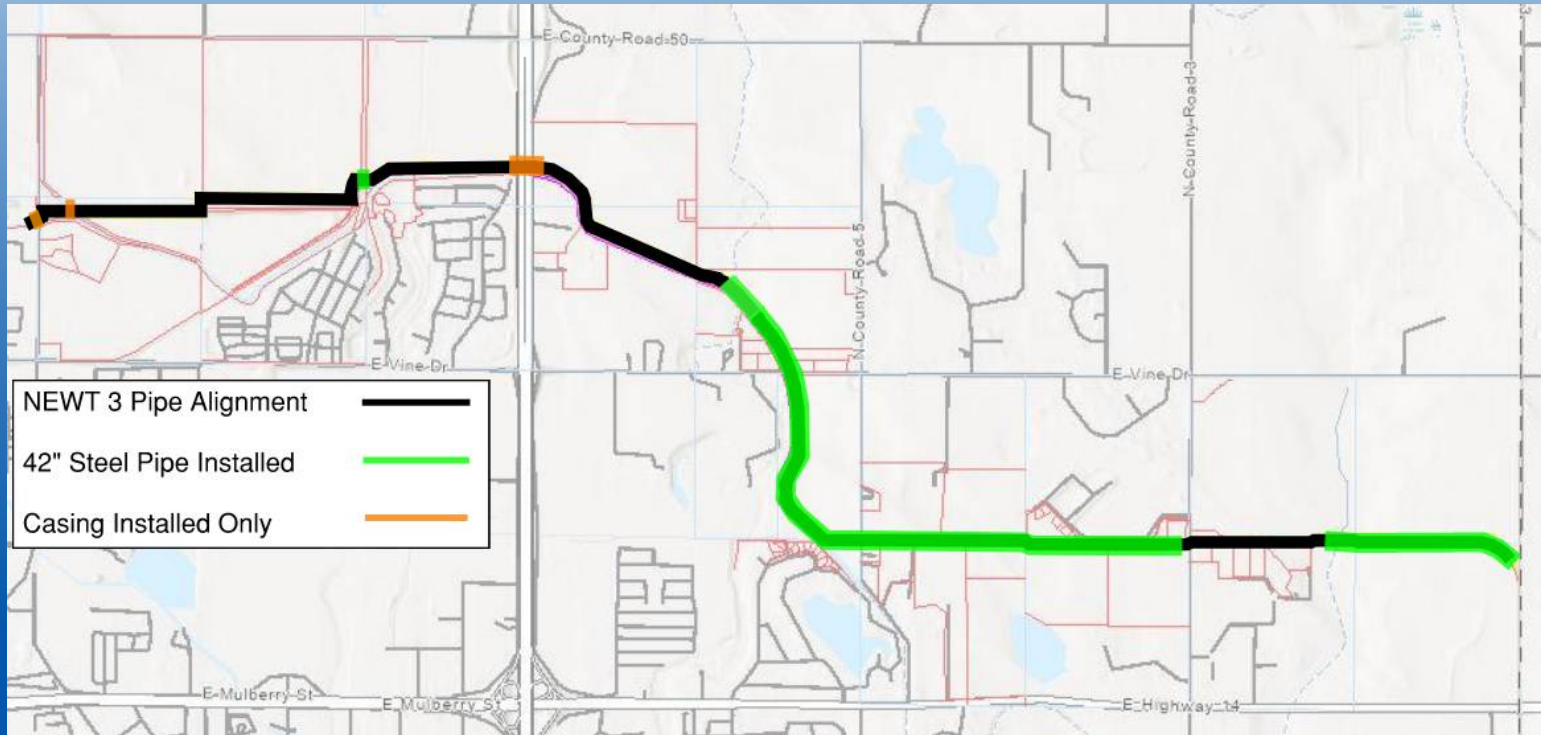 E-County-Road-50
N-County-Road-3
N-County-Road-5
E-Vine-Dr
E-Vine-Dr
NEWT 3 Pipe Alignment
42" Steel Pipe Installed
Casing Installed Only
E-Mulberry-St
E-Mulberry-St
E-Highway-14